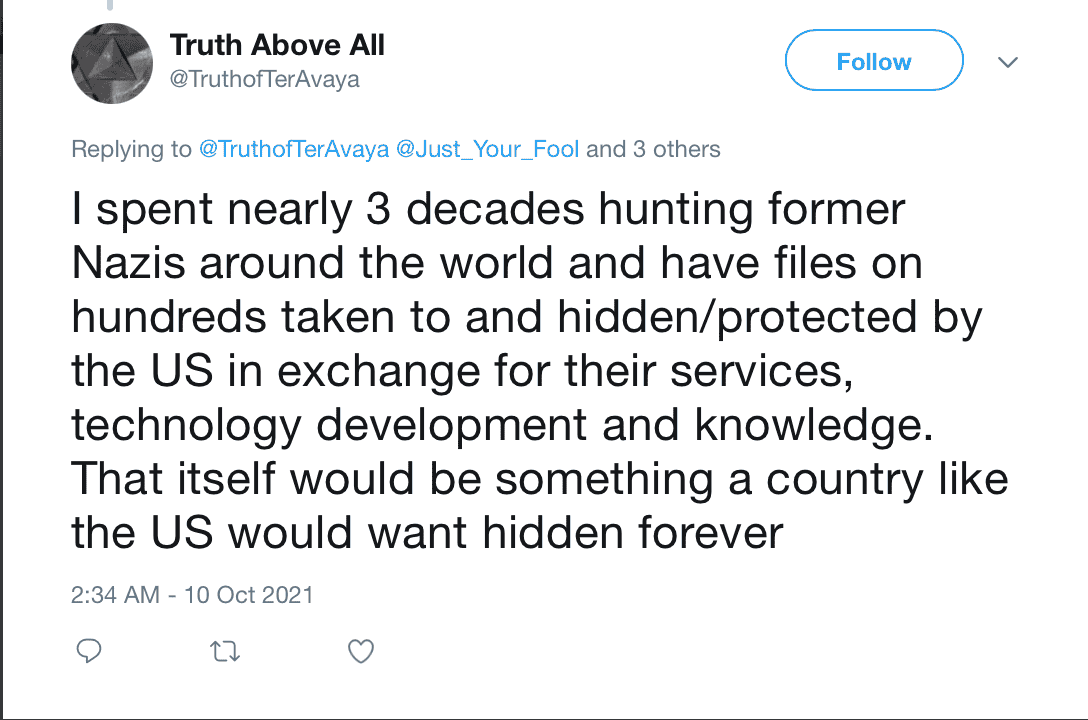 Truth Above All
@TruthofTerAvaya
Follow
Replying to @TruthofTerAvaya @Just_Your_Fool and 3 others
I spent nearly 3 decades hunting former
Nazis around the world and have files on
hundreds taken to and hidden/protected by
the US in exchange for their services,
technology development and knowledge.
That itself would be something a country like
the US would want hidden forever
2:34 AM - 10 Oct 2021